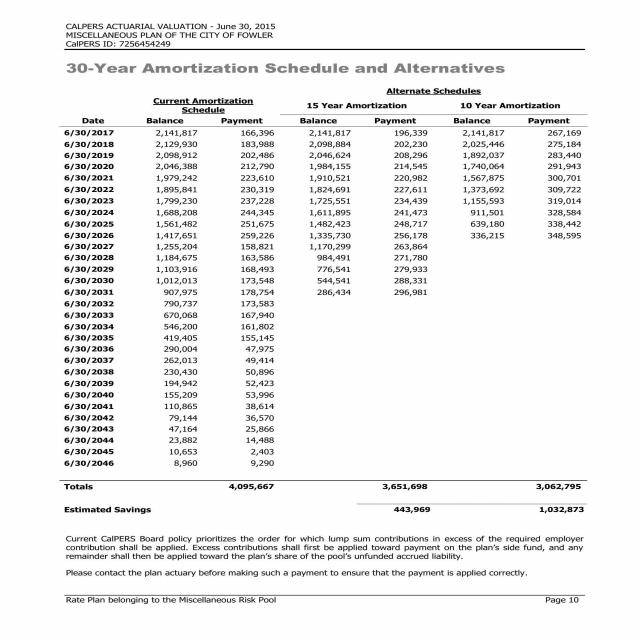 CALPERS ACTUARIAL VALUATION - June 30, 2015
MISCELLANEOUS PLAN OF THE CITY OF FOWLER
CalPERS ID: 7256454249
30-Year Amortization Schedule and Alternatives
Alternate Schedules
Current Amortization Schedule 15 Year Amortization 10 Year Amortization
Date Balance Payment Balance Payment Balance Payment
6/30/2017 2,141,817 166,396 2,141,817 196,339 2,141,817 267,169
6/30/2018 2,129,930 183,988 2,098,884 202,230 2,025,446 275,184
6/30/2019 2,098,912 202,486 2,046,624 208,296 1,892,037 283,440
6/30/2020 2,046,388 212,790 1,984,155 214,545 1,740,064 291,943
6/30/2021 1,979,242 223,610 1,910,521 220,982 1,567,875 300,701
6/30/2022 1,895,841 230,319 1,824,691 227,611 1,373,692 309,722
6/30/2023 1,799,230 237,228 1,725,551 234,439 1,155,593 319,014
6/30/2024 1,688,208 244,345 1,611,895 241,473 911,501 328,584
6/30/2025 1,561,482 251,675 1,482,423 248,717 639,180 338,442
6/30/2026 1,417,651 259,226 1,335,730 256,178 336,215 348,595
6/30/2027 1,255,204 158,821 1,170,299 263,864
6/30/2028 1,184,675 163,586 984,491 271,780
6/30/2029 1,103,916 168,493 776,541 279,933
6/30/2030 1,012,013 173,548 544,541 288,331
6/30/2031 907,975 178,754 286,434 296,981
6/30/2032 790,737 173,583
6/30/2033 670,068 167,940
6/30/2034 546,200 161,802
6/30/2035 419,405 155,145
6/30/2036 290,004 47,975
6/30/2037 262,013 49,414
6/30/2038 230,430 50,896
6/30/2039 194,942 52,423
6/30/2040 155,209 53,996
6/30/2041 110,865 38,614
6/30/2042 79,144 36,570
6/30/2043 47,164 25,866
6/30/2044 23,882 14,488
6/30/2045 10,653 2,403
6/30/2046 8,960 9,290
Totals 4,095,667 3,651,698 3,062,795
Estimated Savings 443,969 1,032,873
Current CalPERS Board policy prioritizes the order for which lump sum contributions in excess of the required employer
contribution shall be applied. Excess contributions shall first be applied toward payment on the plan's side fund, and any
remainder shall then be applied toward the plan's share of the pool's unfunded accrued liability.
Please contact the plan actuary before making such a payment to ensure that the payment is applied correctly.
Rate Plan belonging to the Miscellaneous Risk Pool Page 10